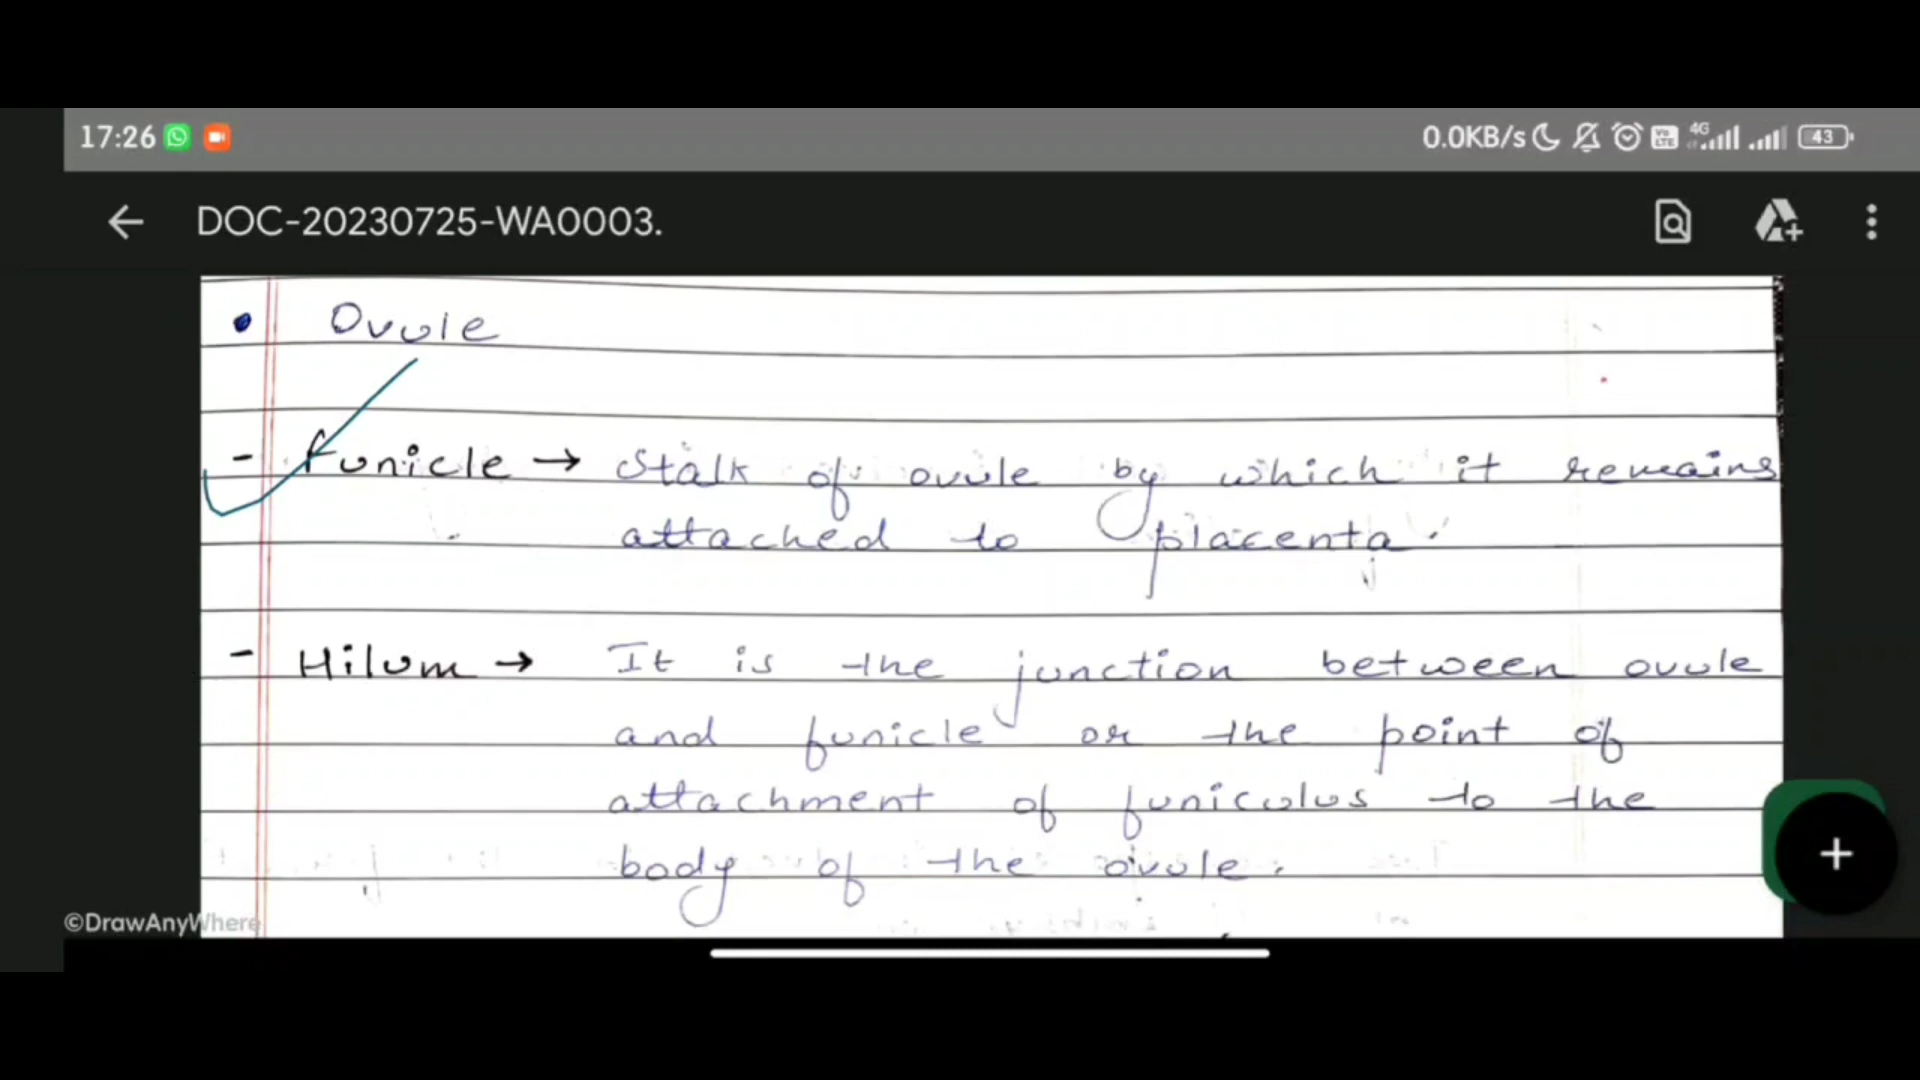 17:26 0.0KB/s 4G 43
DOC-20230725-WA0003.
• Ovule
- Funicle → Stalk of ovule by which it remains
attached to placenta.
- Hilum → It is the junction between ovule
and funicle or the point of
attachment of funiculus to the
body of the ovule.
©DrawAnyWhere